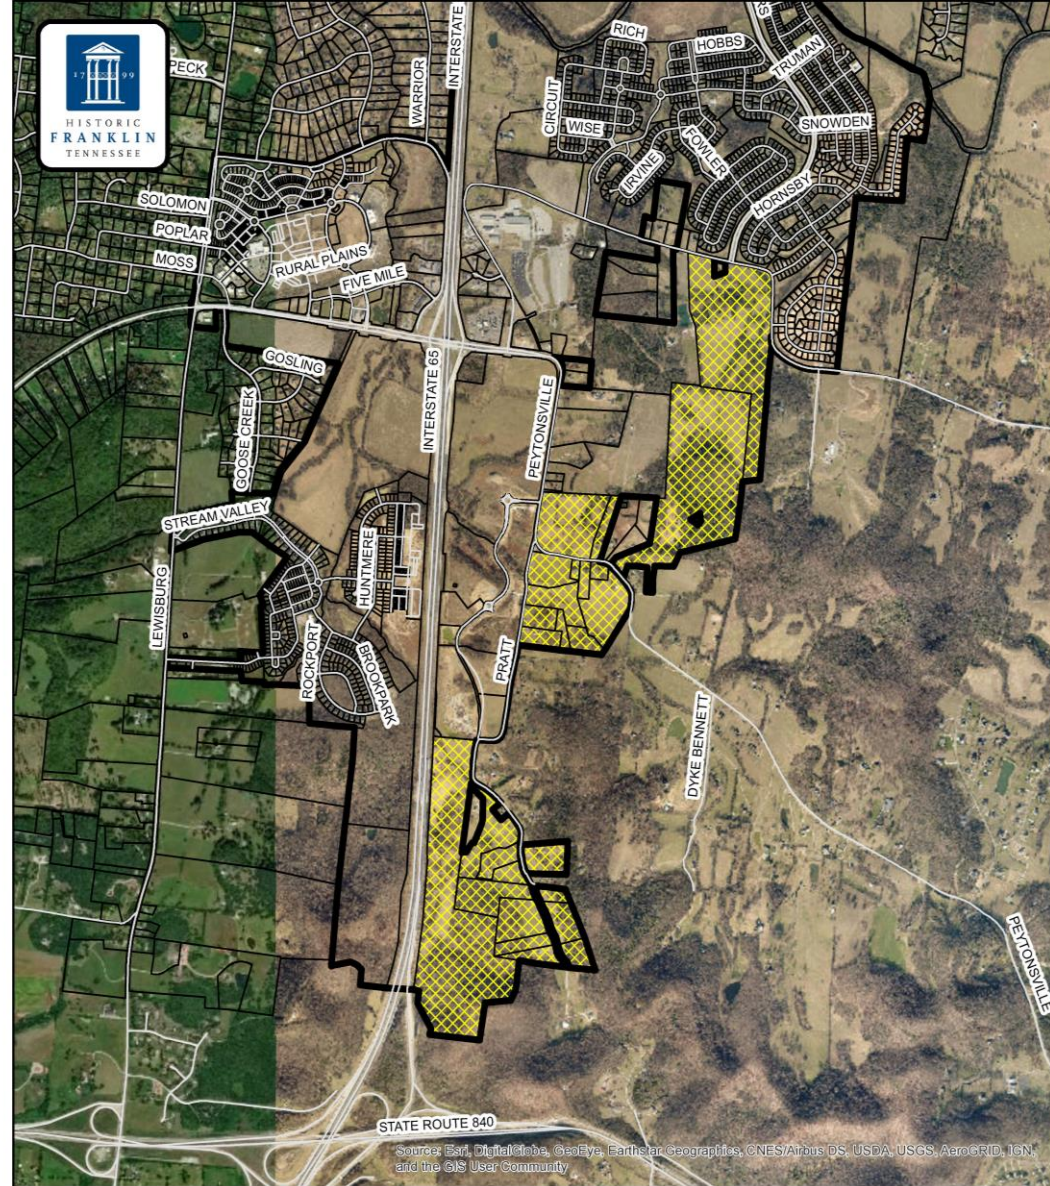 1799
HISTORIC
FRANKLIN
TENNESSEE
PECK
WARRIOR
INTERSTATE
RICH
HOBBS
TRUMAN
CIRCUIT
WISE
SNOWDEN
IRVINE
FOWLER
HORNSBY
SOLOMON
POPLAR
MOSS
RURAL PLAINS
FIVE MILE
GOSLING
GOOSE CREEK
INTERSTATE 65
PEYTONSVILLE
STREAM VALLEY
HUNTMERE
LEWISBURG
ROCKPORT
BROOKPARK
PRATT
DYKE BENNETT
PEYTONSVILLE
STATE ROUTE 840
Source: Esri, DigitalGlobe, GeoEye, Earthstar Geographics, CNES/Airbus DS, USDA, USGS, AeroGRID, IGN,
and the GIS User Community